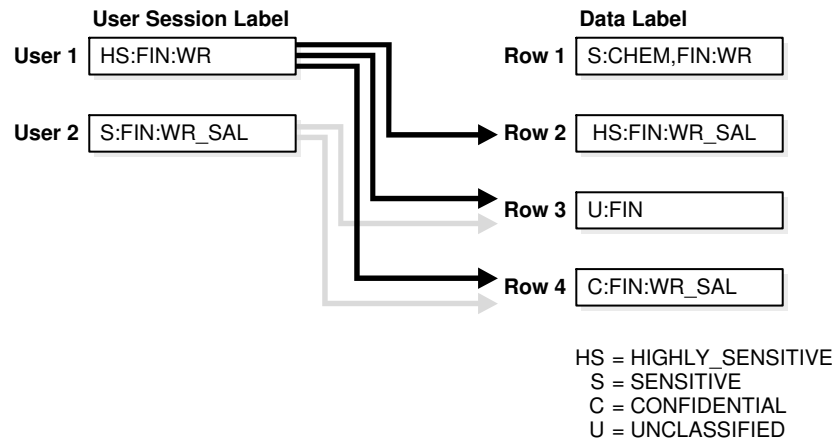 User Session Label Data Label
User 1 HS:FIN:WR Row 1 S:CHEM,FIN:WR
User 2 S:FIN:WR_SAL Row 2 HS:FIN:WR_SAL
Row 3 U:FIN
Row 4 C:FIN:WR_SAL
HS = HIGHLY_SENSITIVE
S = SENSITIVE
C = CONFIDENTIAL
U = UNCLASSIFIED